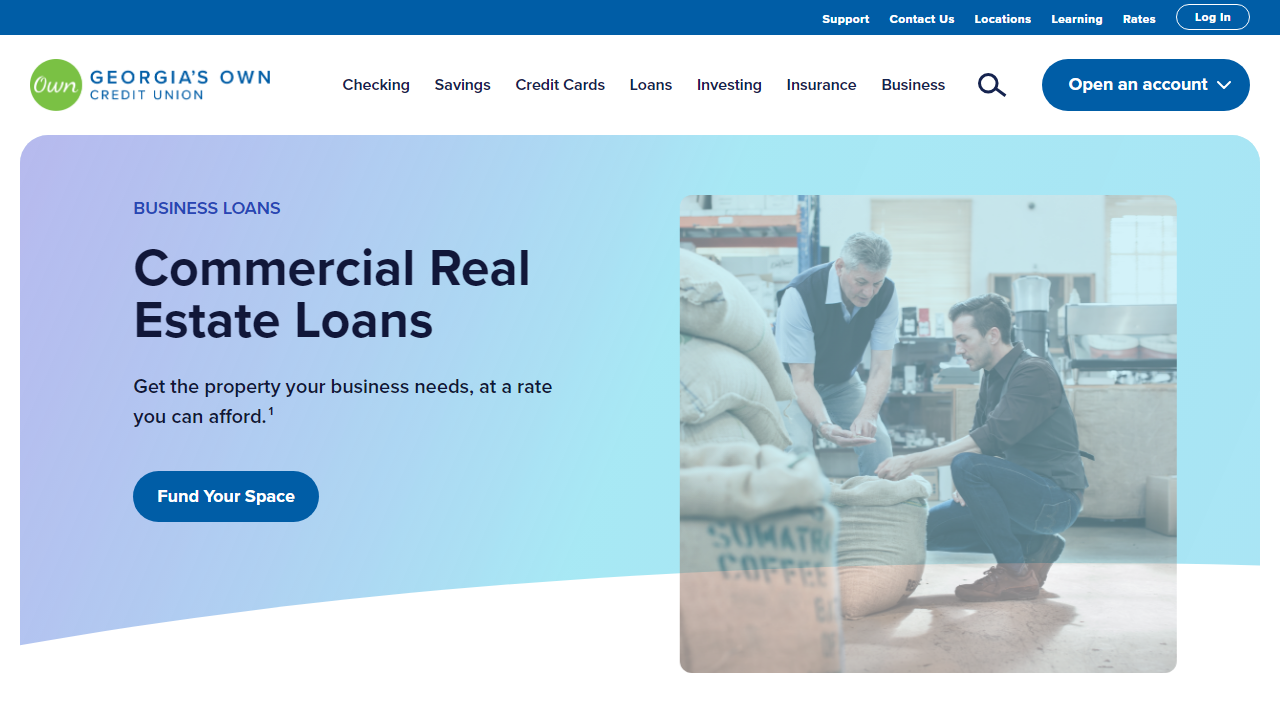 Support Contact Us Locations Learning Rates Log In
Own GEORGIA'S OWN
CREDIT UNION
Checking Savings Credit Cards Loans Investing Insurance Business Open an account
BUSINESS LOANS
Commercial Real
Estate Loans
Get the property your business needs, at a rate
you can afford.¹
Fund Your Space
SUMATRA
COFFEE